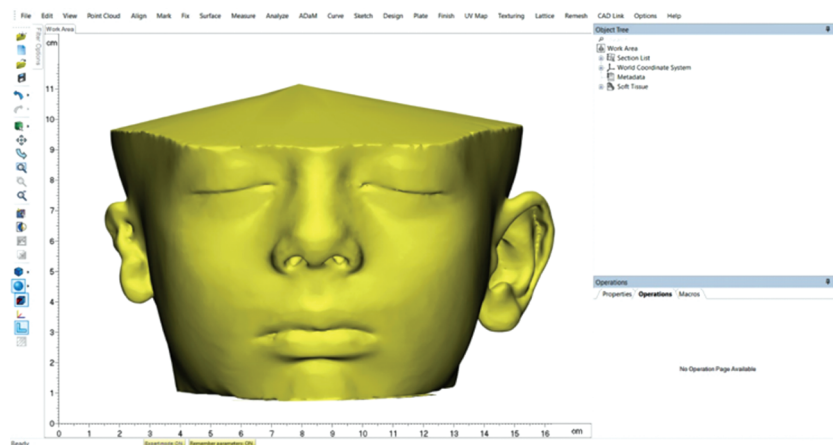 File Edit View Point Cloud Align Mark Fix Surface Measure Analyze ADaM Curve Sketch Design Plate Finish UV Map Texturing Lattice Remesh CAD Link Options Help
Filter Options
Work Area
Object Tree
cm
Work Area
Section List
World Coordinate System
Metadata
Soft Tissue
11
10
9
8
7
6
5
4
3
2
1
0
Operations
Properties Operations Macros
No Operation Page Available
0 1 2 3 4 5 6 7 8 9 10 11 12 13 14 15 16 cm
Ready